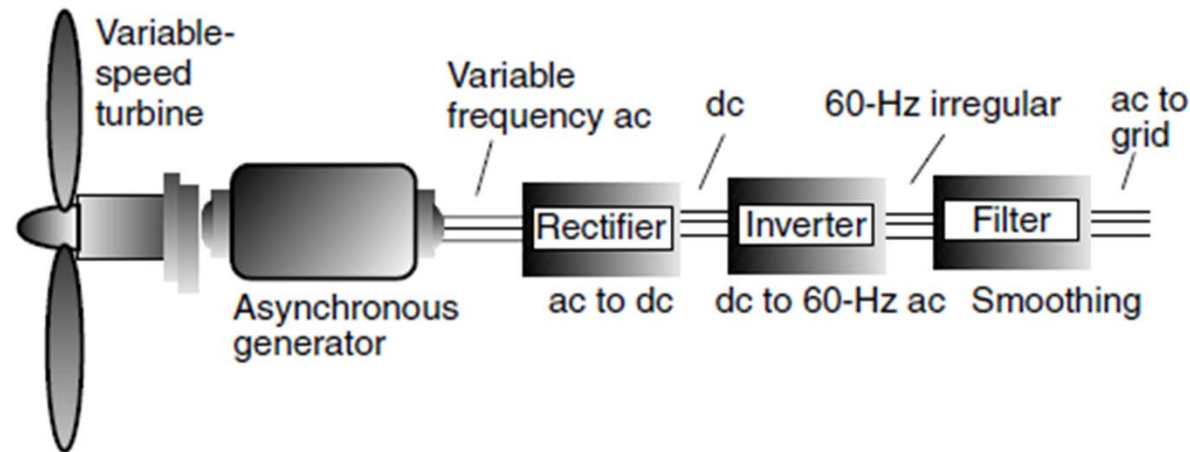 Variable-
speed
turbine
Variable
frequency ac
dc
60-Hz irregular
ac to
grid
Rectifier
Inverter
Filter
Asynchronous
generator
ac to dc
dc to 60-Hz ac
Smoothing